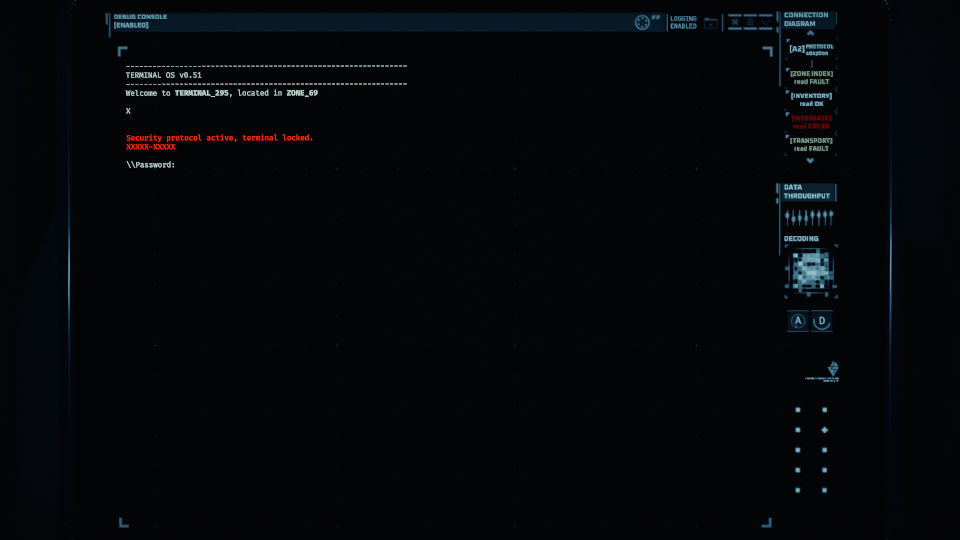 DEBUG CONSOLE
[ENABLED]
LOGGING
ENABLED
--------------------------------------------------------------
TERMINAL OS v0.51
--------------------------------------------------------------
Welcome to TERMINAL_295, located in ZONE_69
X
Security protocol active, terminal locked.
XXXXX-XXXXX
\\Password:
CONNECTION
DIAGRAM
[A2] PROTOCOL
adaption
[ZONE INDEX]
read FAULT
[INVENTORY]
read OK
read FAILED
[TRANSPORT]
read FAULT
DATA
THROUGHPUT
DECODING
A D